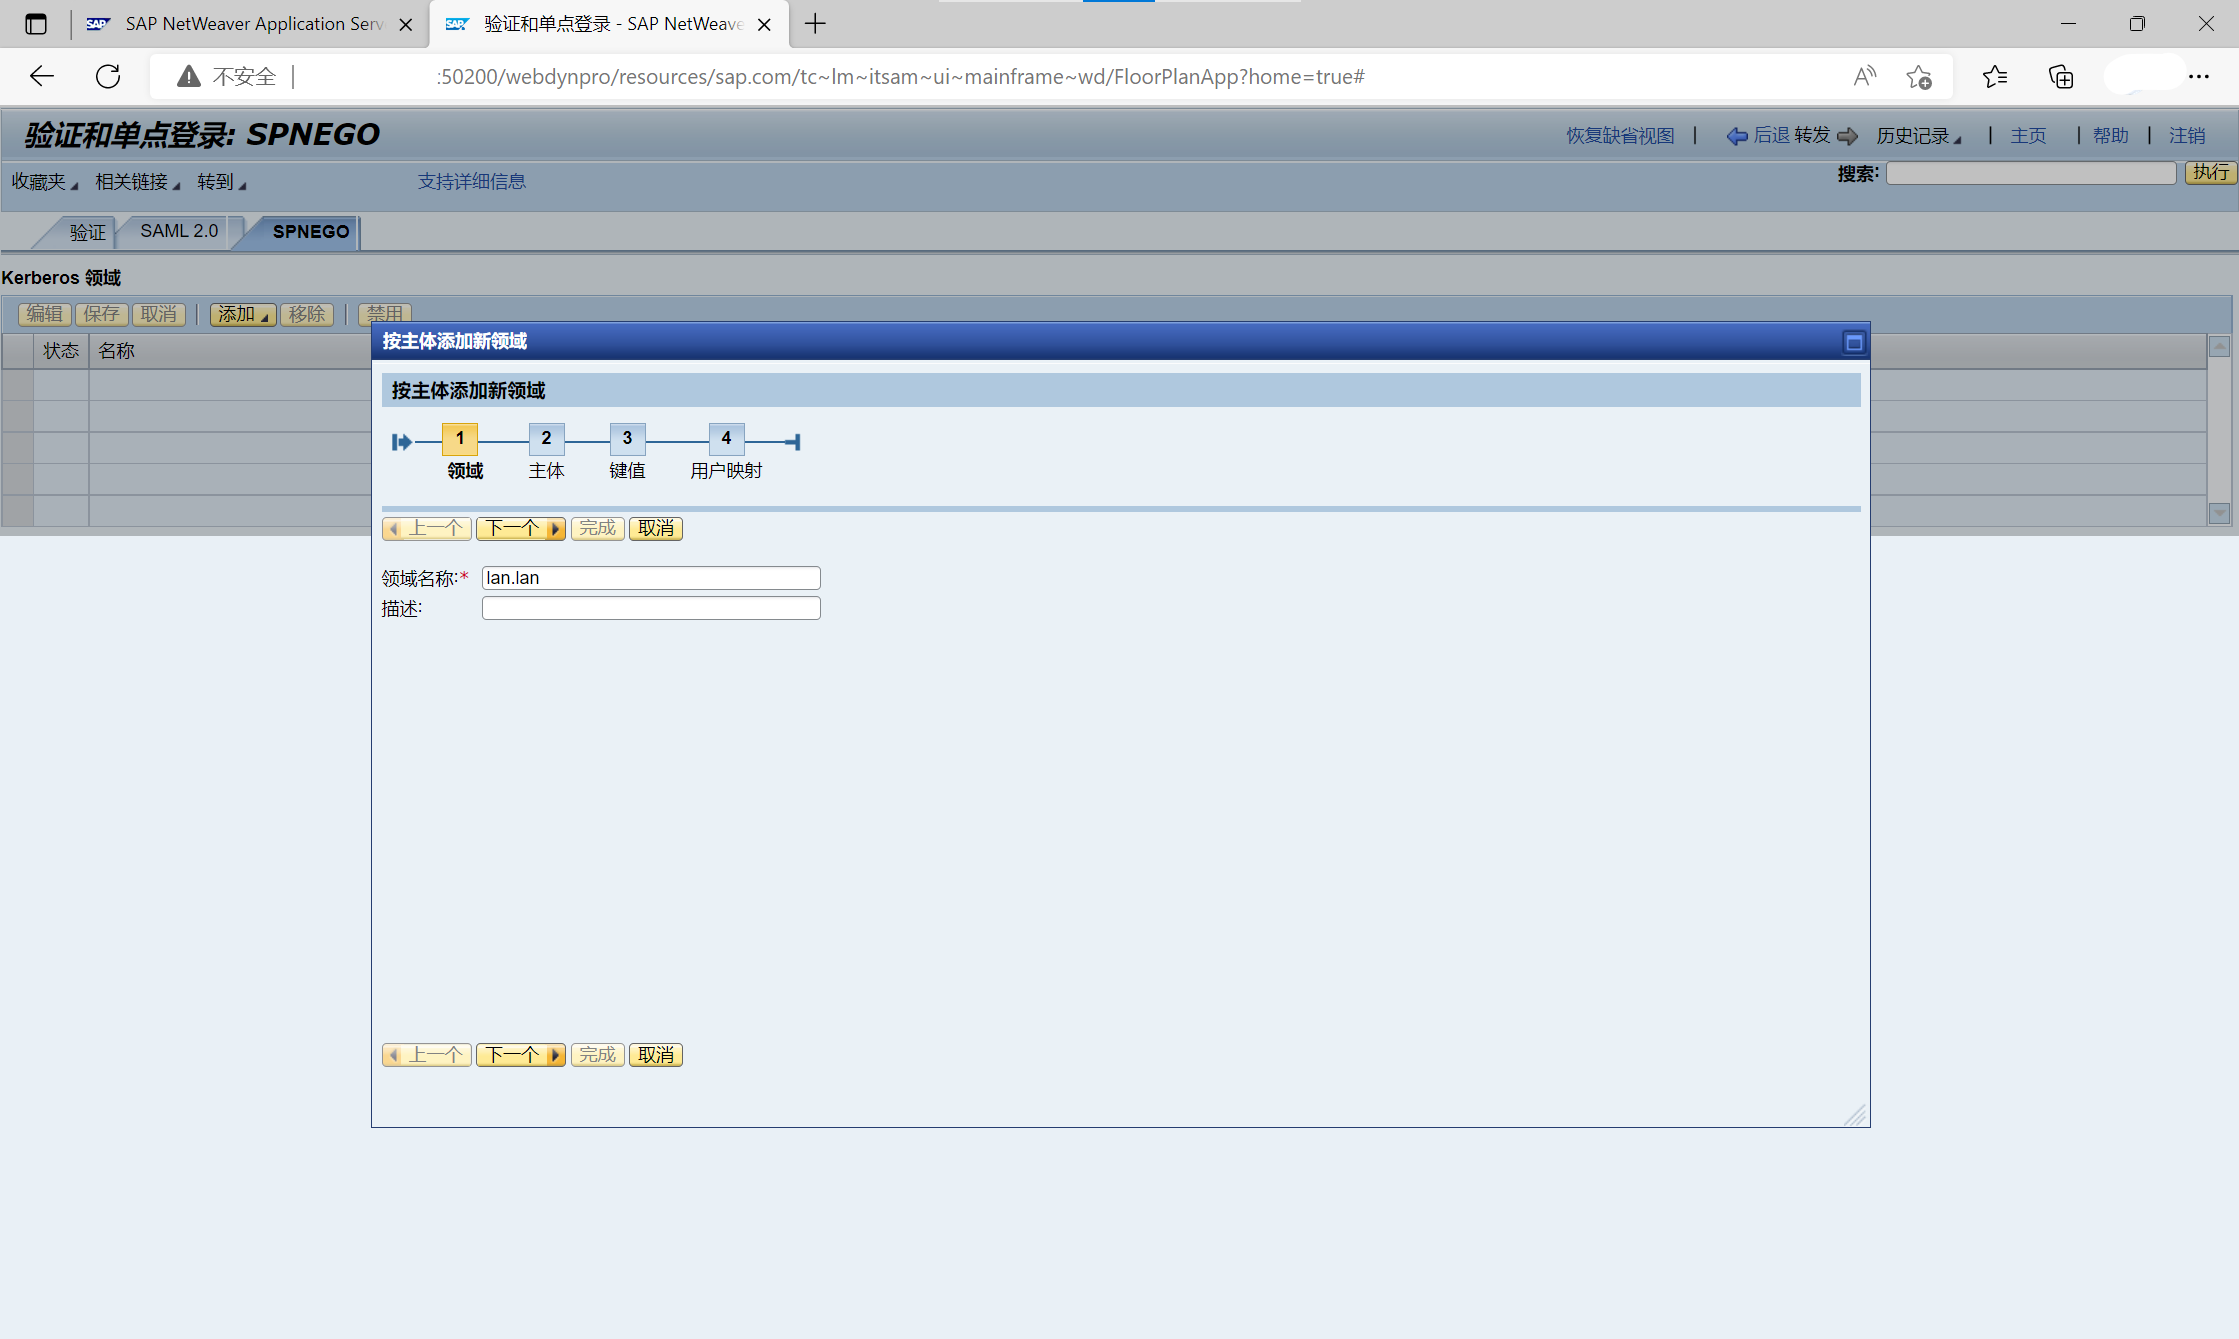 SAP NetWeaver Application Serv
验证和单点登录 - SAP NetWeave
不安全 | :50200/webdynpro/resources/sap.com/tc~lm~itsam~ui~mainframe~wd/FloorPlanApp?home=true#
验证和单点登录: SPNEGO
恢复缺省视图 | 后退 转发 历史记录 | 主页 | 帮助 | 注销
收藏夹 相关链接 转到 支持详细信息 搜索: 执行
验证 SAML 2.0 SPNEGO
Kerberos 领域
编辑 保存 取消 添加 移除 禁用
状态 名称
按主体添加新领域
按主体添加新领域
1 2 3 4
领域 主体 键值 用户映射
上一个 下一个 完成 取消
领域名称:* lan.lan
描述:
上一个 下一个 完成 取消